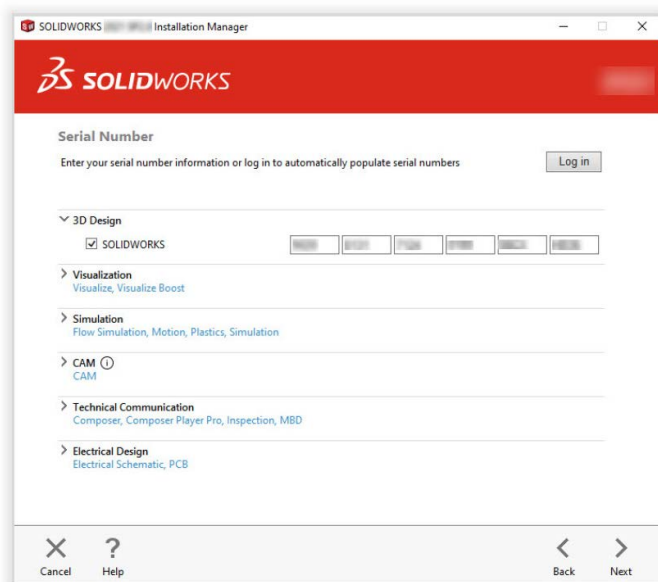 SOLIDWORKS Installation Manager
SOLIDWORKS
Serial Number
Enter your serial number information or log in to automatically populate serial numbers
Log in
3D Design
SOLIDWORKS
Visualization
Visualize, Visualize Boost
Simulation
Flow Simulation, Motion, Plastics, Simulation
CAM
CAM
Technical Communication
Composer, Composer Player Pro, Inspection, MBD
Electrical Design
Electrical Schematic, PCB
Cancel Help Back Next